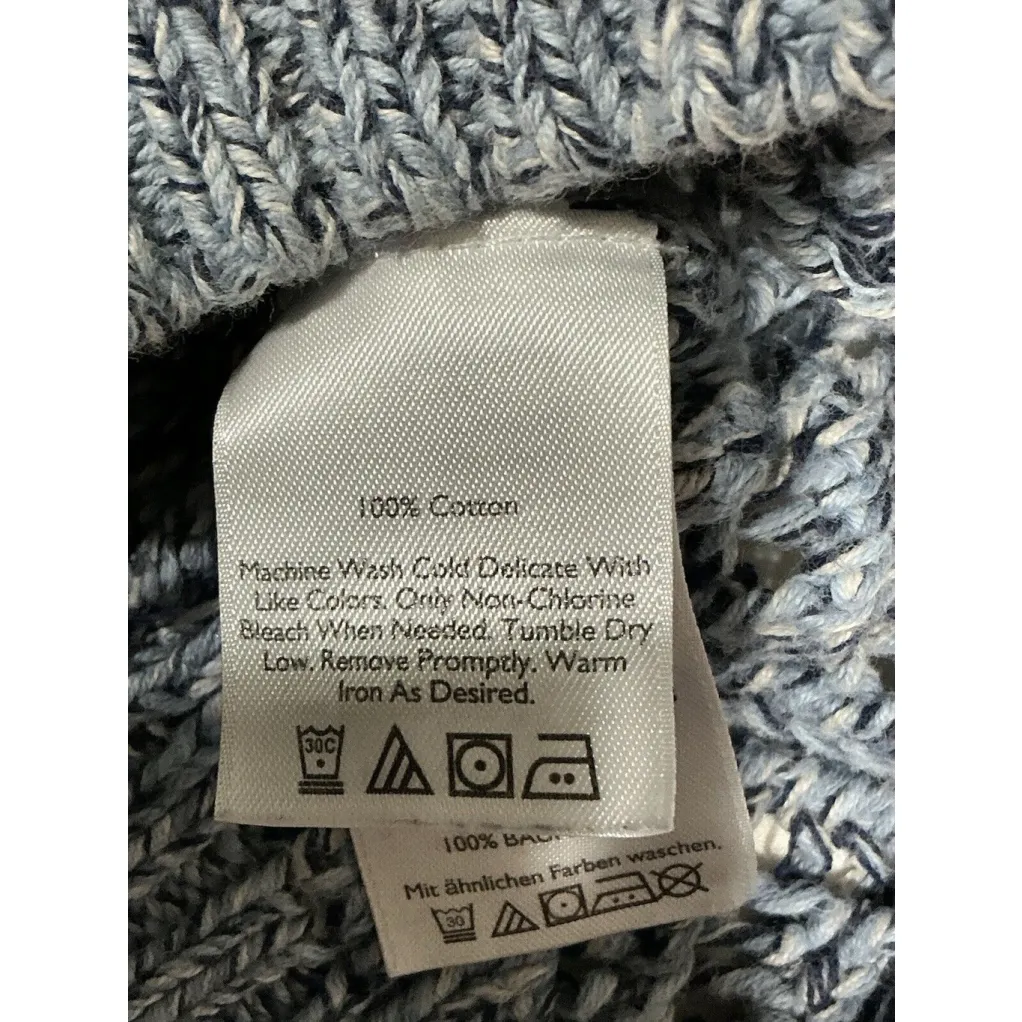 100% Cotton
Machine Wash Cold Delicate With
Like Colors. Only Non-Chlorine
Bleach When Needed. Tumble Dry
Low. Remove Promptly. Warm
Iron As Desired.
30C
100%
Mit ähnlichen Farben waschen.
30